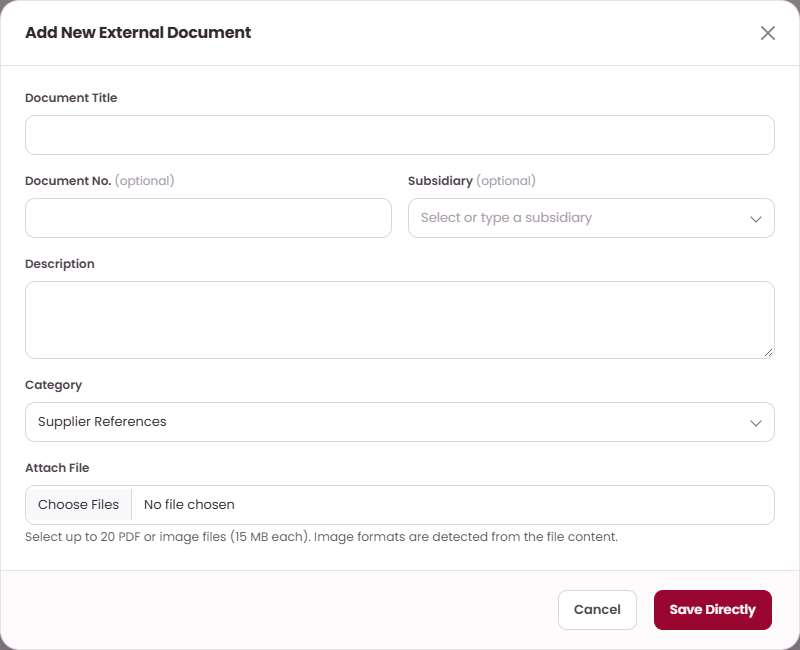 Add New External Document
Document Title
Document No. (optional)
Subsidiary (optional)
Select or type a subsidiary
Description
Category
Supplier References
Attach File
Choose Files No file chosen
Select up to 20 PDF or image files (15 MB each). Image formats are detected from the file content.
Cancel Save Directly